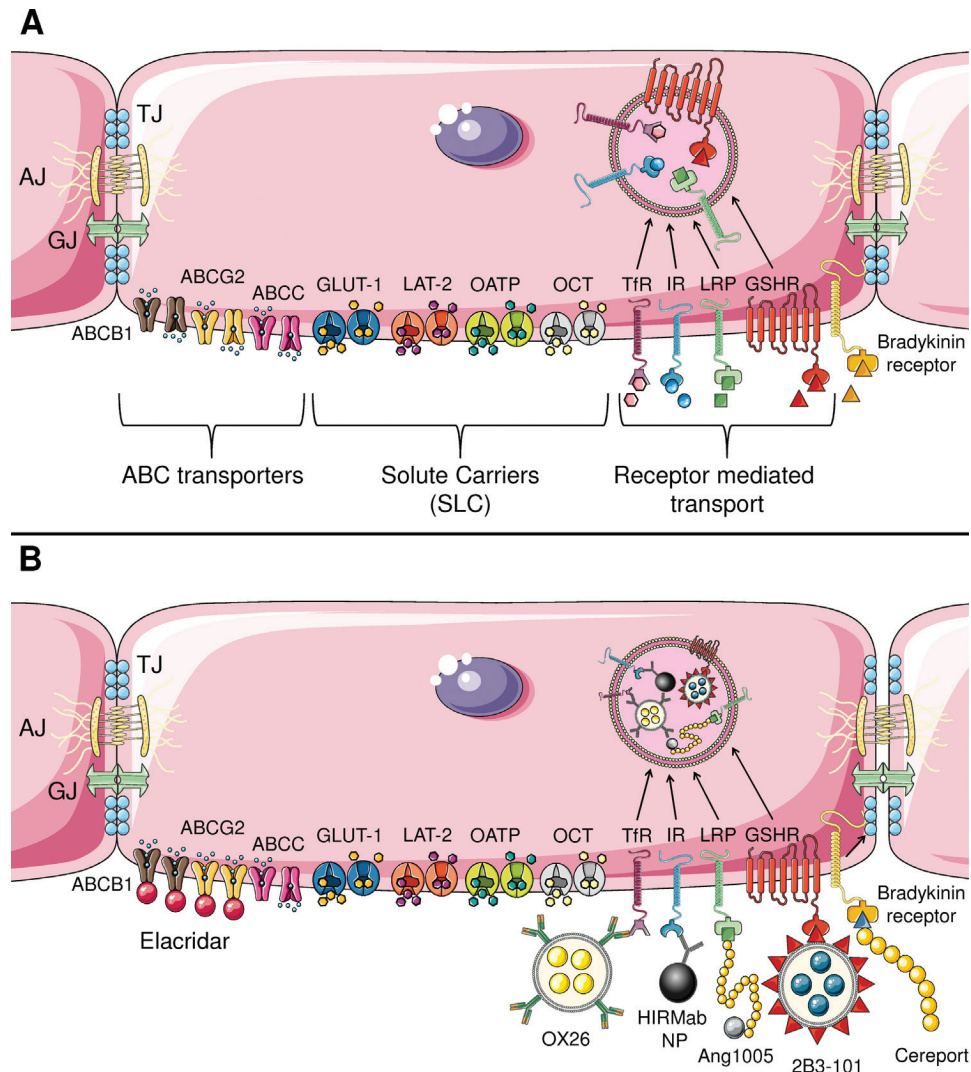 A
TJ
AJ
GJ
ABCB1
ABCG2
ABCC
GLUT-1
LAT-2
OATP
OCT
TfR
IR
LRP
GSHR
Bradykinin
receptor
ABC transporters
Solute Carriers
(SLC)
Receptor mediated
transport
B
TJ
AJ
GJ
ABCB1
ABCG2
ABCC
GLUT-1
LAT-2
OATP
OCT
TfR
IR
LRP
GSHR
Bradykinin
receptor
Elacridar
OX26
HIRMab
NP
Ang1005
2B3-101
Cereport